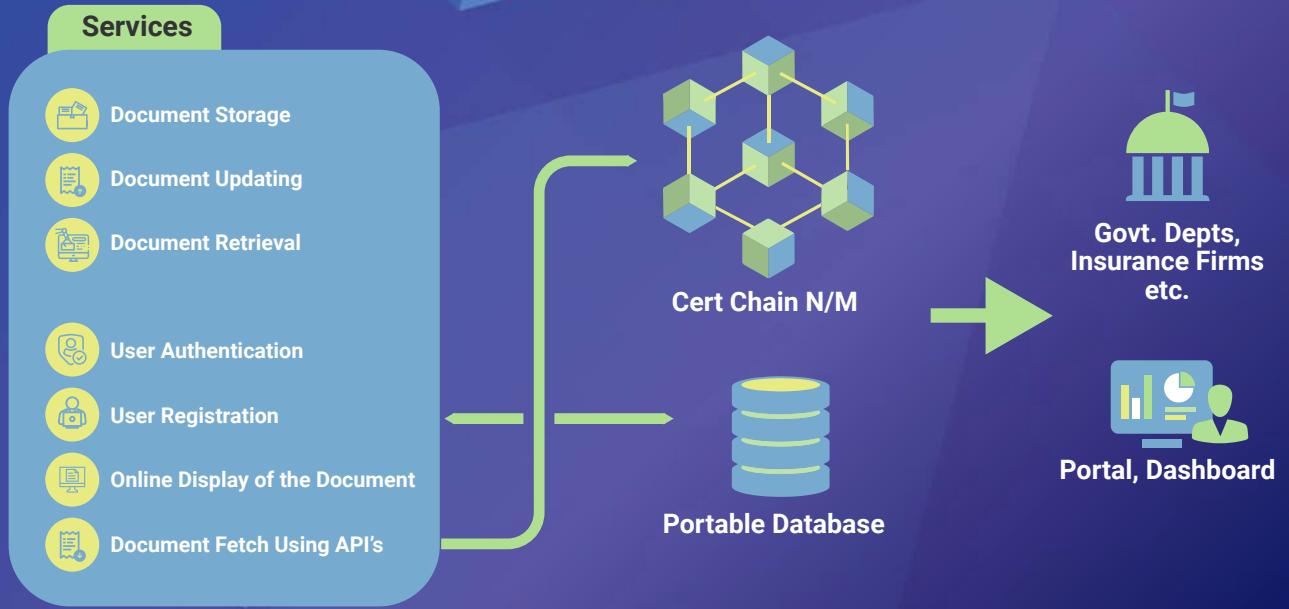 Services
Document Storage
Document Updating
Document Retrieval
User Authentication
User Registration
Online Display of the Document
Document Fetch Using API's
Cert Chain N/M
Portable Database
Govt. Depts,
Insurance Firms
etc.
Portal, Dashboard